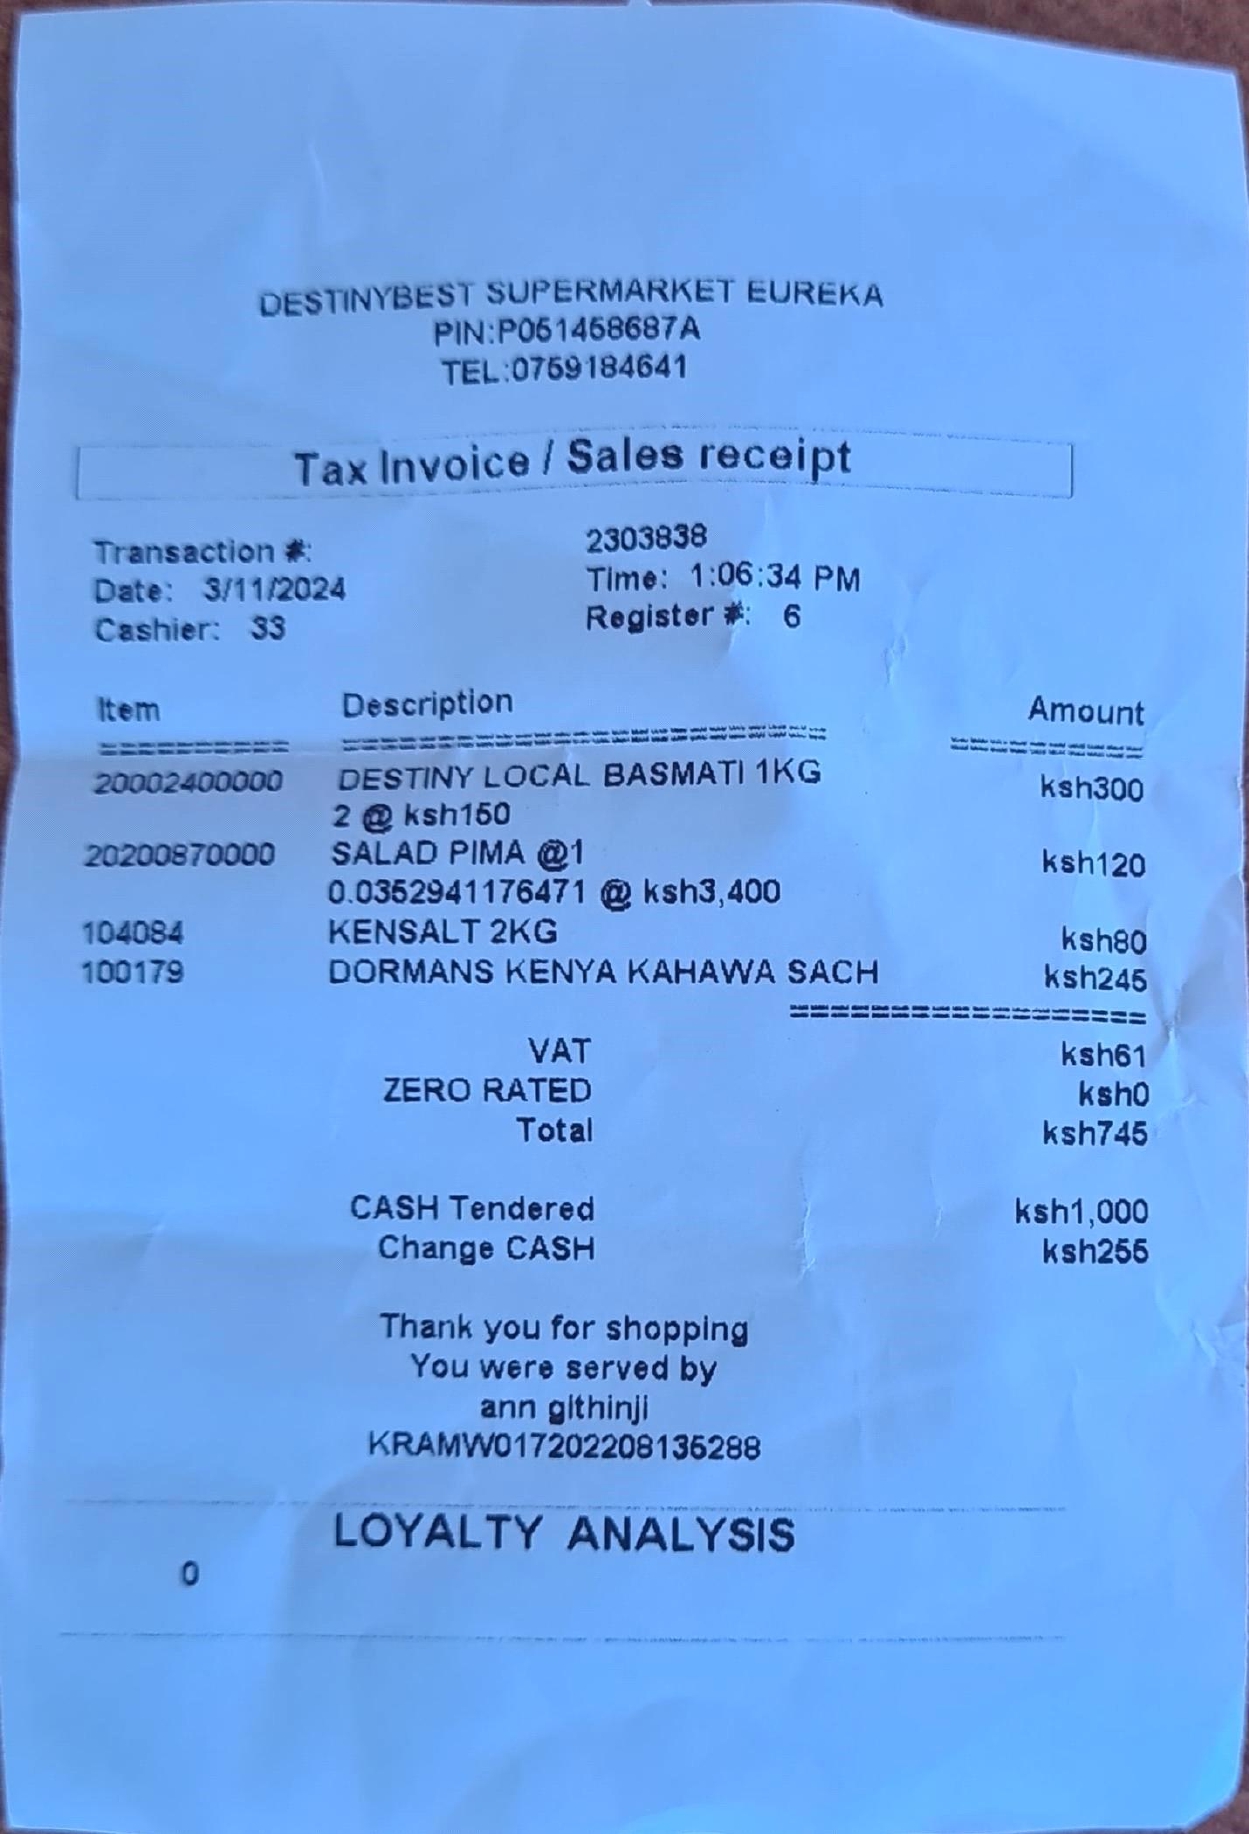 DESTINYBEST SUPERMARKET EUREKA
PIN:P051458687A
TEL:0759184641
Tax Invoice / Sales receipt
Transaction #: 2303838
Date: 3/11/2024 Time: 1:06:34 PM
Cashier: 33 Register #: 6
Item Description Amount
20002400000 DESTINY LOCAL BASMATI 1KG ksh300
2 @ ksh150
20200870000 SALAD PIMA @1 ksh120
0.0352941176471 @ ksh3,400
104084 KENSALT 2KG ksh80
100179 DORMANS KENYA KAHAWA SACH ksh245
VAT ksh61
ZERO RATED ksh0
Total ksh745
CASH Tendered ksh1,000
Change CASH ksh255
Thank you for shopping
You were served by
ann githinji
KRAMW017202208135288
LOYALTY ANALYSIS
0